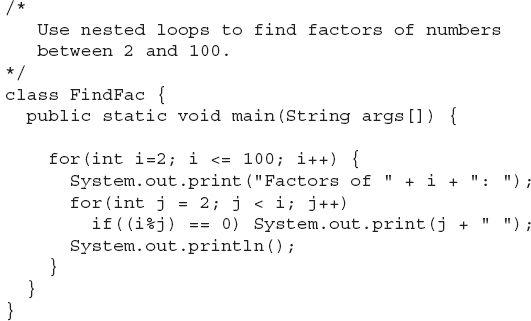 /*
   Use nested loops to find factors of numbers
   between 2 and 100.
*/
class FindFac {
  public static void main(String args[]) {
    for(int i=2; i <= 100; i++) {
      System.out.print("Factors of " + i + ": ");
      for(int j = 2; j < i; j++)
        if((i%j) == 0) System.out.print(j + " ");
      System.out.println();
    }
  }
}